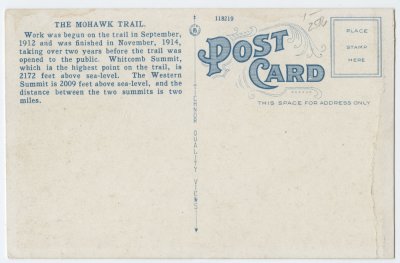 THE MOHAWK TRAIL.
Work was begun on the trail in September,
1912 and was finished in November, 1914,
taking over two years before the trail was
opened to the public. Whitcomb Summit,
which is the highest point on the trail, is
2172 feet above sea-level. The Western
Summit is 2009 feet above sea-level, and the
distance between the two summits is two
miles.
118219
POST
CARD
THIS SPACE FOR ADDRESS ONLY
PLACE
STAMP
HERE
QUALITY VIEWS